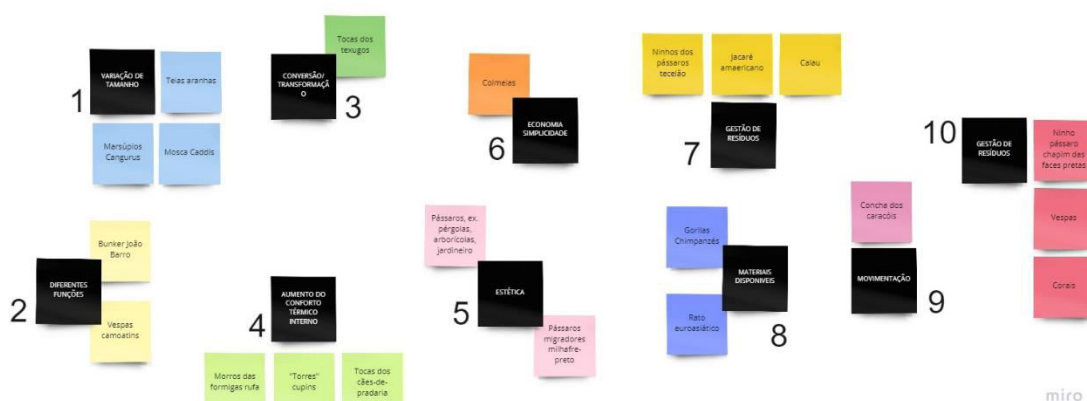 1
VARIAÇÃO DE
TAMANHO
Teias aranhas
Marsúpios
Cangurus
Mosca Caddis
2
DIFERENTES
FUNÇÕES
Bunker João
Barro
Vespas
camoatins
3
CONVERSÃO/
TRANSFORMAÇÃ
O
Tocas dos
texugos
4
AUMENTO DO
CONFORTO
TÉRMICO
INTERNO
Morros das
formigas rufa
"Torres"
cupins
Tocas dos
cães-de-
pradaria
5
ESTÉTICA
Pássaros, ex.
pérgolas,
arborícolas,
jardineiro
Pássaros
migradores
milhafre-
preto
6
ECONOMIA
SIMPLICIDADE
Colmeias
7
GESTÃO DE
RESÍDUOS
Ninhos dos
pássaros
tecelão
Jacaré
amaericano
Calau
8
MATERIAIS
DISPONIVEIS
Gorilas
Chimpanzés
Rato
euroasiático
9
MOVIMENTAÇÃO
Concha dos
caracóis
10
GESTÃO DE
RESÍDUOS
Ninho
pássaro
chapim das
faces pretas
Vespas
Corais
miro